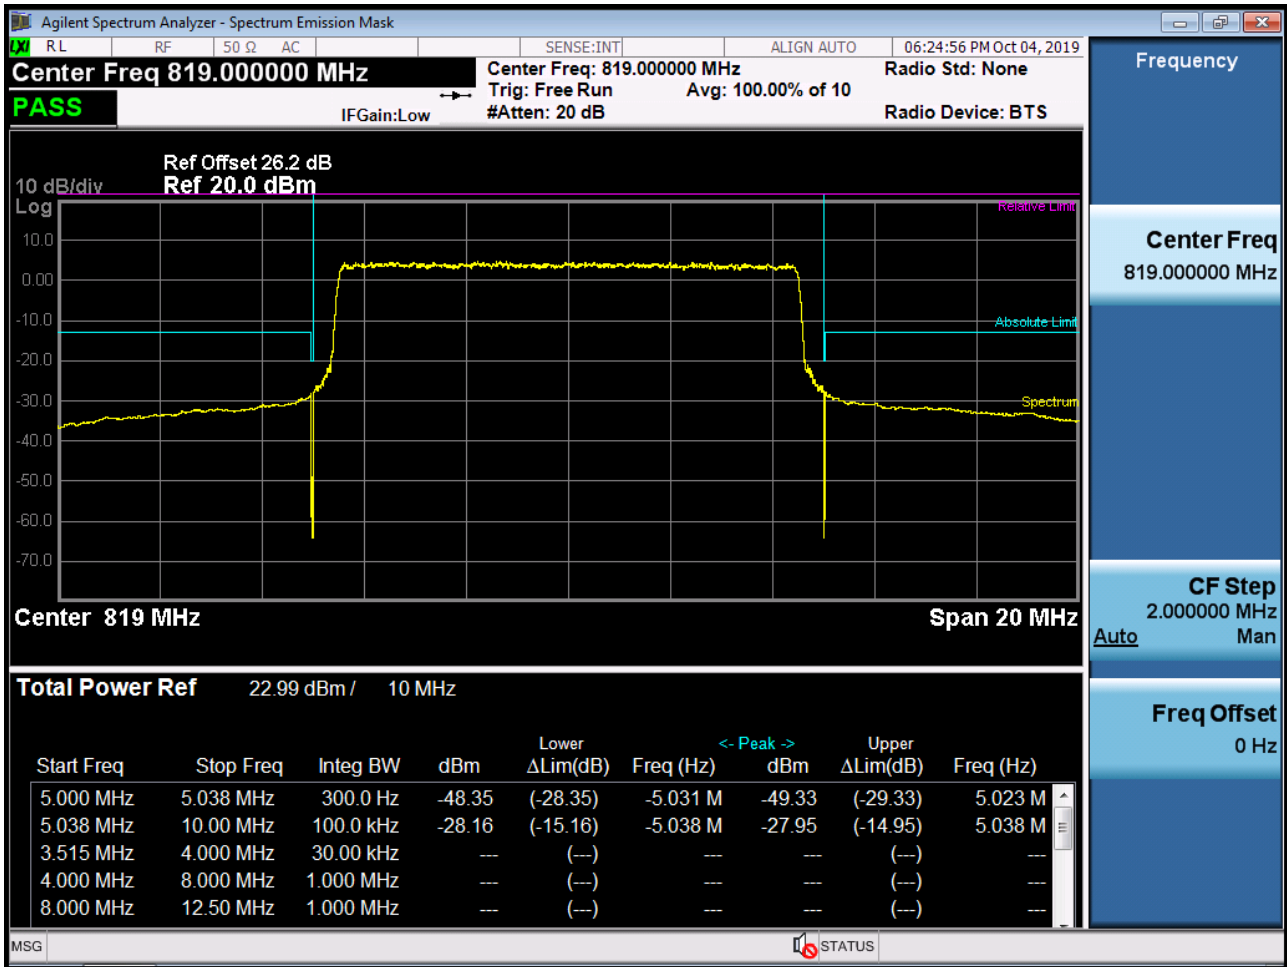 Agilent Spectrum Analyzer - Spectrum Emission Mask
LXI RL RF 50 Ω AC SENSE:INT ALIGN AUTO 06:24:56 PM Oct 04, 2019
Center Freq 819.000000 MHz Center Freq: 819.000000 MHz Radio Std: None
Trig: Free Run Avg: 100.00% of 10
PASS IFGain:Low #Atten: 20 dB Radio Device: BTS
Ref Offset 26.2 dB
10 dB/div Ref 20.0 dBm
Log
Relative Limit
10.0
0.00
-10.0
Absolute Limit
-20.0
-30.0
Spectrum
-40.0
-50.0
-60.0
-70.0
Center 819 MHz Span 20 MHz
Total Power Ref 22.99 dBm / 10 MHz
Lower <- Peak -> Upper
Start Freq Stop Freq Integ BW dBm ΔLim(dB) Freq (Hz) dBm ΔLim(dB) Freq (Hz)
5.000 MHz 5.038 MHz 300.0 Hz -48.35 (-28.35) -5.031 M -49.33 (-29.33) 5.023 M
5.038 MHz 10.00 MHz 100.0 kHz -28.16 (-15.16) -5.038 M -27.95 (-14.95) 5.038 M
3.515 MHz 4.000 MHz 30.00 kHz --- (---) --- --- (---) ---
4.000 MHz 8.000 MHz 1.000 MHz --- (---) --- --- (---) ---
8.000 MHz 12.50 MHz 1.000 MHz --- (---) --- --- (---) ---
MSG STATUS
Frequency
Center Freq
819.000000 MHz
CF Step
2.000000 MHz
Auto Man
Freq Offset
0 Hz